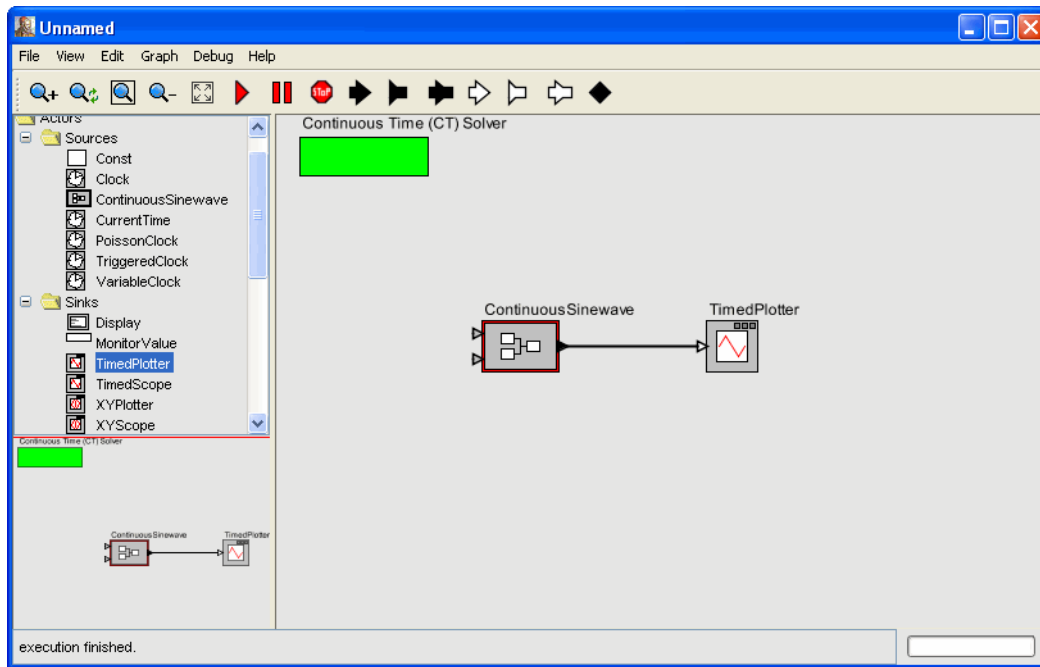 Unnamed
File View Edit Graph Debug Help
STOP
Actors
Sources
Const
Clock
ContinuousSinewave
CurrentTime
PoissonClock
TriggeredClock
VariableClock
Sinks
Display
MonitorValue
TimedPlotter
TimedScope
XYPlotter
XYScope
Continuous Time (CT) Solver
ContinuousSinewave TimedPlotter
Continuous Time (CT) Solver
ContinuousSinewave TimedPlotter
execution finished.